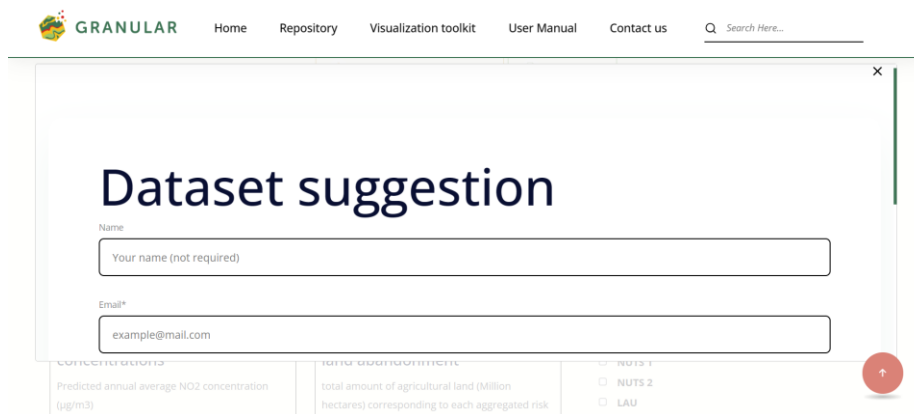 GRANULAR Home Repository Visualization toolkit User Manual Contact us Search Here...
Dataset suggestion
Name
Your name (not required)
Email*
example@mail.com
concentrations land abandonment NUTS 1
Predicted annual average NO2 concentration total amount of agricultural land (Million NUTS 2
(µg/m3) hectares) corresponding to each aggregated risk LAU